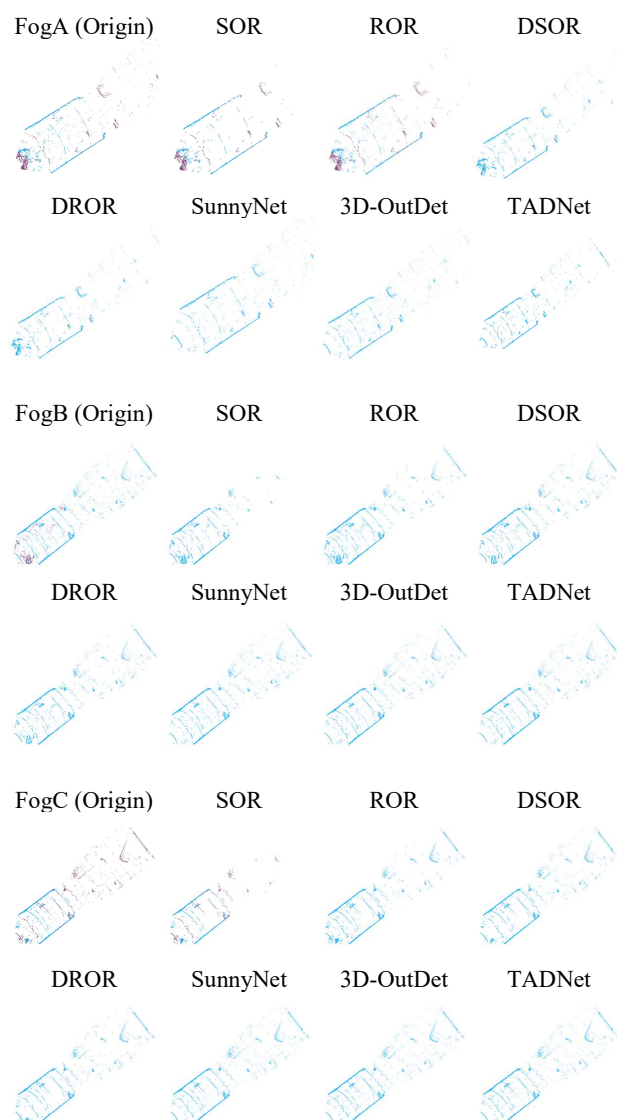 FogA (Origin) SOR ROR DSOR
DROR SunnyNet 3D-OutDet TADNet
FogB (Origin) SOR ROR DSOR
DROR SunnyNet 3D-OutDet TADNet
FogC (Origin) SOR ROR DSOR
DROR SunnyNet 3D-OutDet TADNet